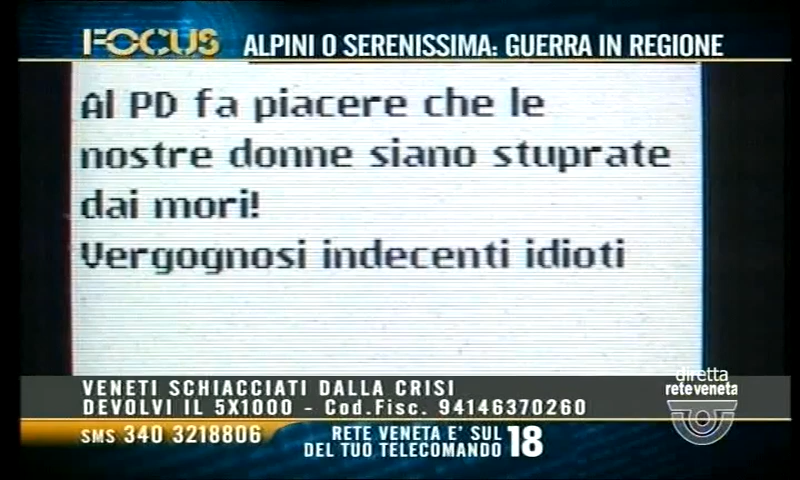 FOCUS ALPINI O SERENISSIMA: GUERRA IN REGIONE
Al PD fa piacere che le
nostre donne siano stuprate
dai mori!
Vergognosi indecenti idioti
VENETI SCHIACCIATI DALLA CRISI
DEVOLVI IL 5X1000 - Cod.Fisc. 94146370260
diretta
reteveneta
SMS 340 3218806
RETE VENETA E' SUL
DEL TUO TELECOMANDO 18